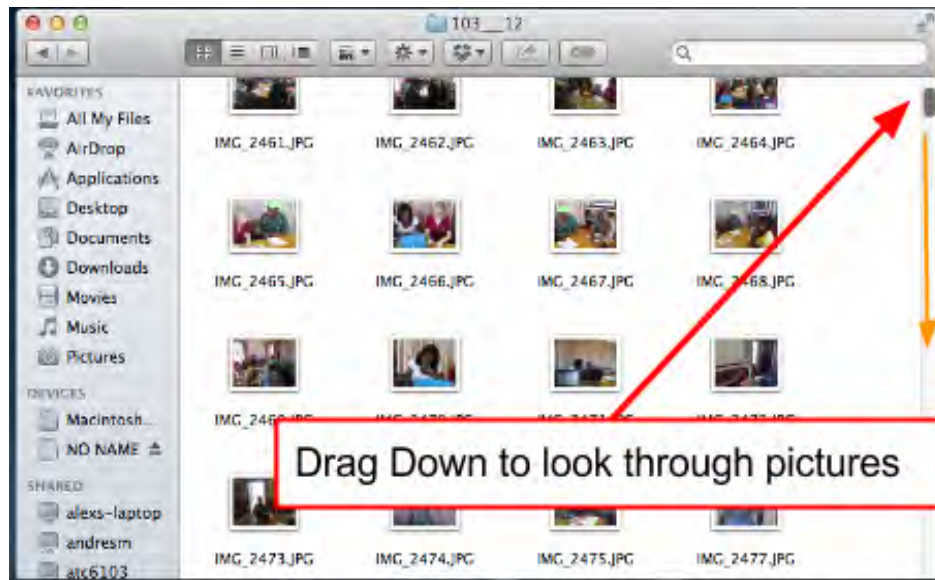 103__12
FAVORITES
All My Files
AirDrop
Applications
Desktop
Documents
Downloads
Movies
Music
Pictures
DEVICES
Macintosh...
NO NAME
SHARED
alexs-laptop
andresm
atc6103
IMG_2461.JPG IMG_2462.JPG IMG_2463.JPG IMG_2464.JPG
IMG_2465.JPG IMG_2466.JPG IMG_2467.JPG IMG_2468.JPG
Drag Down to look through pictures
IMG_2473.JPG IMG_2474.JPG IMG_2475.JPG IMG_2477.JPG